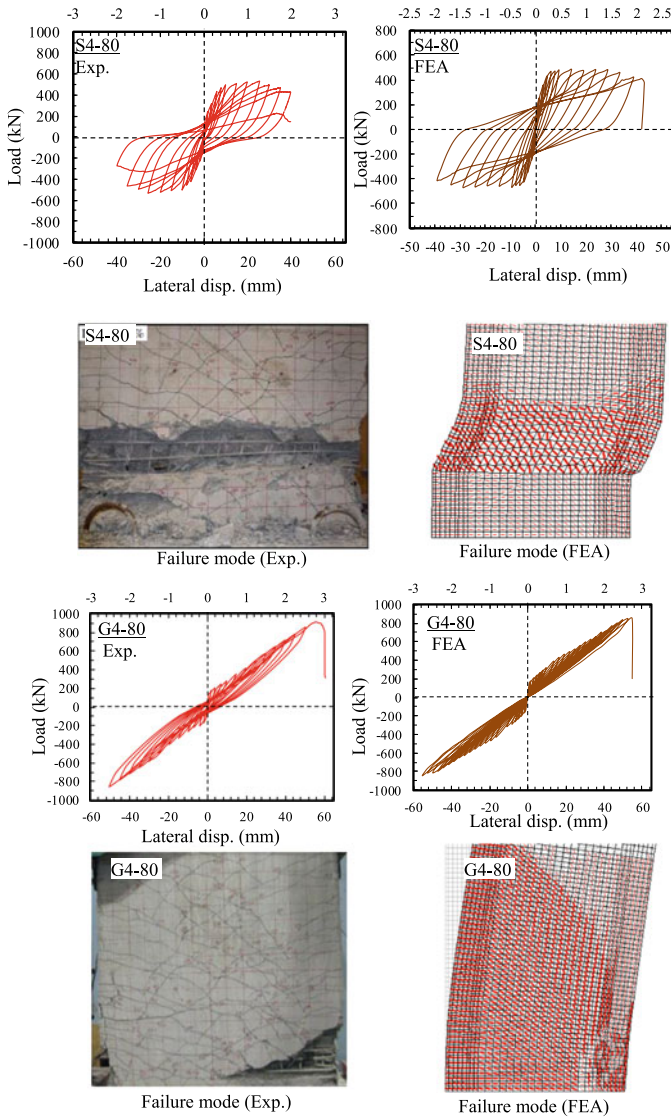 -3 -2 -1 0 1 2 3
-2.5 -2 -1.5 -1 -0.5 0 0.5 1 1.5 2 2.5
S4-80
Exp.
1000
800
600
400
200
0
-200
-400
-600
-800
-1000
Load (kN)
-60 -40 -20 0 20 40 60
Lateral disp. (mm)
S4-80
FEA
800
600
400
200
0
-200
-400
-600
-800
Load (kN)
-50 -40 -30 -20 -10 0 10 20 30 40 50
Lateral disp. (mm)
S4-80
Failure mode (Exp.)
S4-80
Failure mode (FEA)
-3 -2 -1 0 1 2 3
-3 -2 -1 0 1 2 3
G4-80
Exp.
1000
800
600
400
200
0
-200
-400
-600
-800
-1000
Load (kN)
-60 -40 -20 0 20 40 60
Lateral disp. (mm)
G4-80
FEA
1000
800
600
400
200
0
-200
-400
-600
-800
-1000
Load (kN)
-60 -40 -20 0 20 40 60
Lateral disp. (mm)
G4-80
Failure mode (Exp.)
G4-80
Failure mode (FEA)